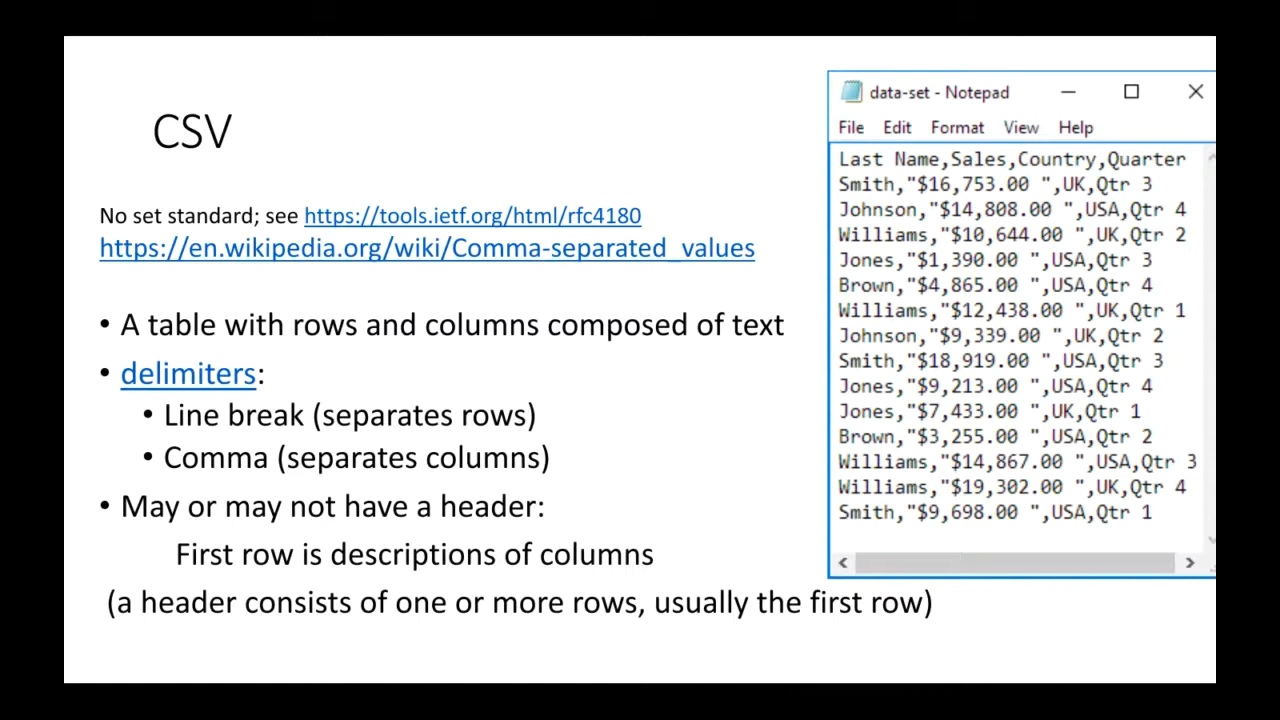 CSV
No set standard; see https://tools.ietf.org/html/rfc4180
https://en.wikipedia.org/wiki/Comma-separated_values
• A table with rows and columns composed of text
• delimiters:
• Line break (separates rows)
• Comma (separates columns)
• May or may not have a header:
First row is descriptions of columns
(a header consists of one or more rows, usually the first row)
data-set - Notepad
File Edit Format View Help
Last Name,Sales,Country,Quarter
Smith,"$16,753.00 ",UK,Qtr 3
Johnson,"$14,808.00 ",USA,Qtr 4
Williams,"$10,644.00 ",UK,Qtr 2
Jones,"$1,390.00 ",USA,Qtr 3
Brown,"$4,865.00 ",USA,Qtr 4
Williams,"$12,438.00 ",UK,Qtr 1
Johnson,"$9,339.00 ",UK,Qtr 2
Smith,"$18,919.00 ",USA,Qtr 3
Jones,"$9,213.00 ",USA,Qtr 4
Jones,"$7,433.00 ",UK,Qtr 1
Brown,"$3,255.00 ",USA,Qtr 2
Williams,"$14,867.00 ",USA,Qtr 3
Williams,"$19,302.00 ",UK,Qtr 4
Smith,"$9,698.00 ",USA,Qtr 1